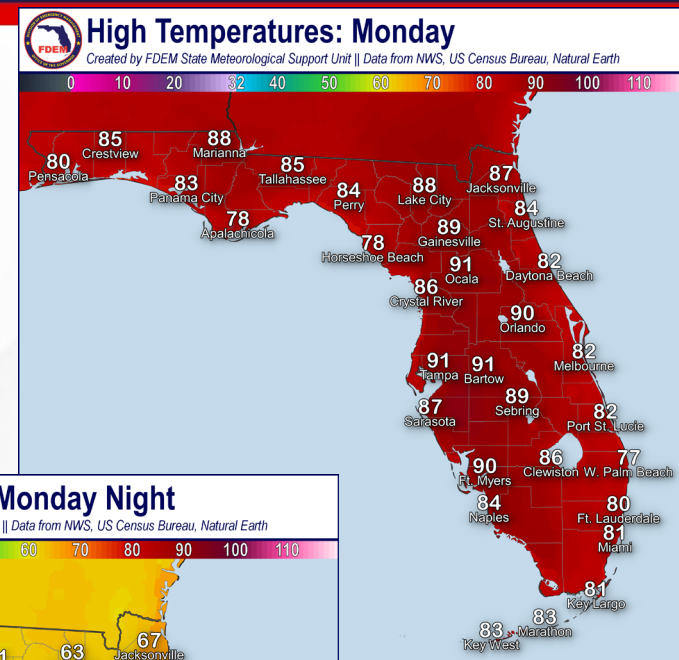 FDEM
High Temperatures: Monday
Created by FDEM State Meteorological Support Unit || Data from NWS, US Census Bureau, Natural Earth
0 10 20 32 40 50 60 70 80 90 100 110
85
Crestview
88
Marianna
80
Pensacola
85
Tallahassee
83
Panama City
84
Perry
88
Lake City
87
Jacksonville
78
Apalachicola
84
St. Augustine
89
Gainesville
78
Horseshoe Beach
91
Ocala
82
Daytona Beach
86
Crystal River
90
Orlando
82
Melbourne
91
Tampa
91
Bartow
89
Sebring
87
Sarasota
82
Port St. Lucie
90
Ft. Myers
86
Clewiston
77
W. Palm Beach
84
Naples
80
Ft. Lauderdale
81
Miami
81
Key Largo
83
Marathon
83
Key West
Monday Night
|| Data from NWS, US Census Bureau, Natural Earth
60 70 80 90 100 110
63
67
Jacksonville